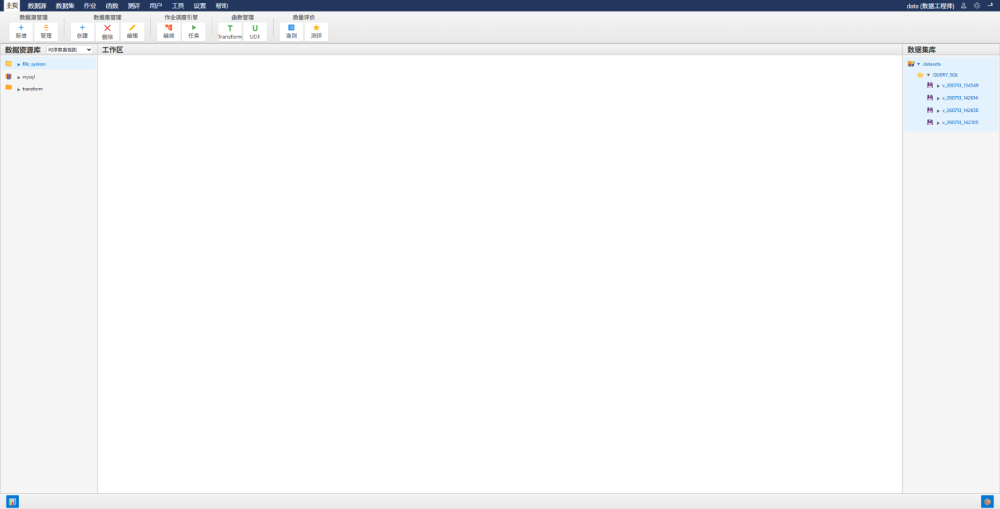 主页 数据源 数据集 作业 函数 测评 用户 工具 设置 帮助 data (数据工程师)
数据源管理 数据集管理 作业调度引擎 函数管理 质量评价
新增 管理 创建 删除 编辑 编排 任务 Transform UDF 准则 测评
数据资源库 时序数据视图 工作区 数据集库
file_system
mysql
transform
datasets
QUERY_SQL
v_260713_134549
v_260713_142614
v_260713_142650
v_260713_142705